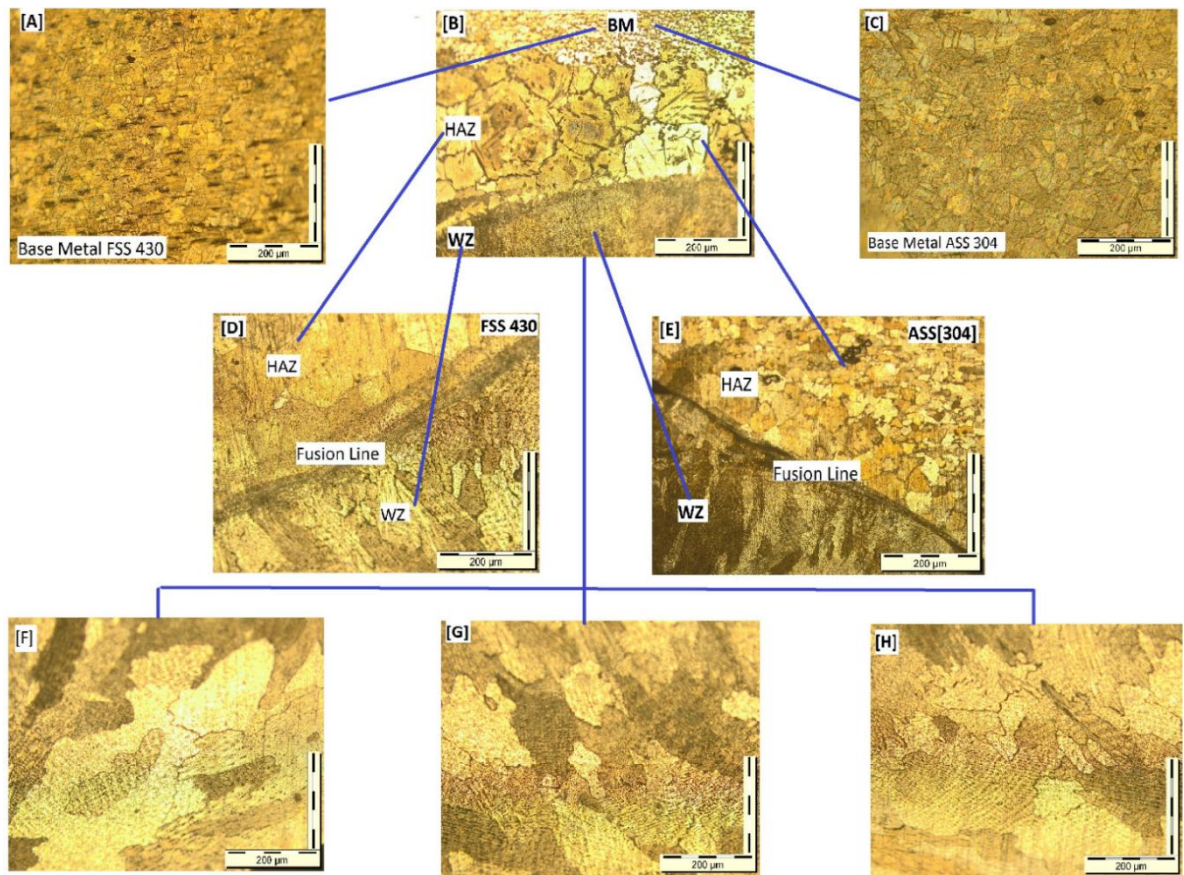 [A]
Base Metal FSS 430
200 µm
[B]
BM
HAZ
WZ
200 µm
[C]
Base Metal ASS 304
200 µm
[D]
FSS 430
HAZ
Fusion Line
WZ
200 µm
[E]
ASS[304]
HAZ
Fusion Line
WZ
200 µm
[F]
200 µm
[G]
200 µm
[H]
200 µm